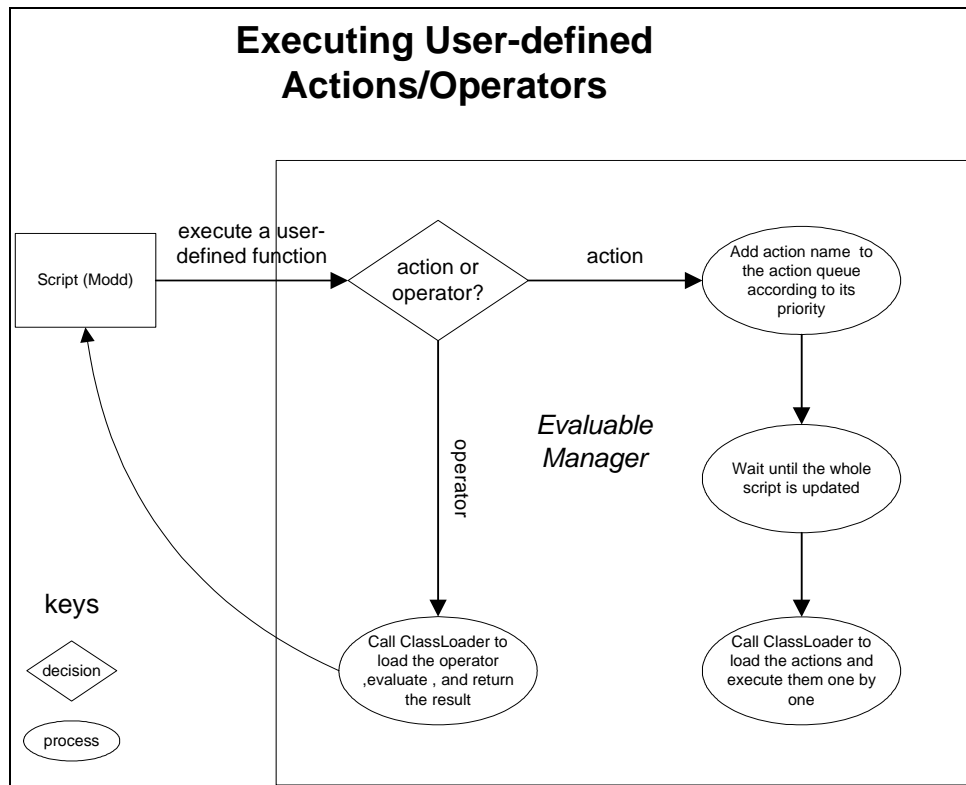 Executing User-defined
Actions/Operators
execute a user-
defined function
Script (Modd)
action or
operator?
action
Add action name  to
the action queue
according to its
priority
operator
Evaluable
Manager
Wait until the whole
script is updated
keys
decision
process
Call ClassLoader to
load the operator
,evaluate , and return
the result
Call ClassLoader to
load the actions and
execute them one by
one